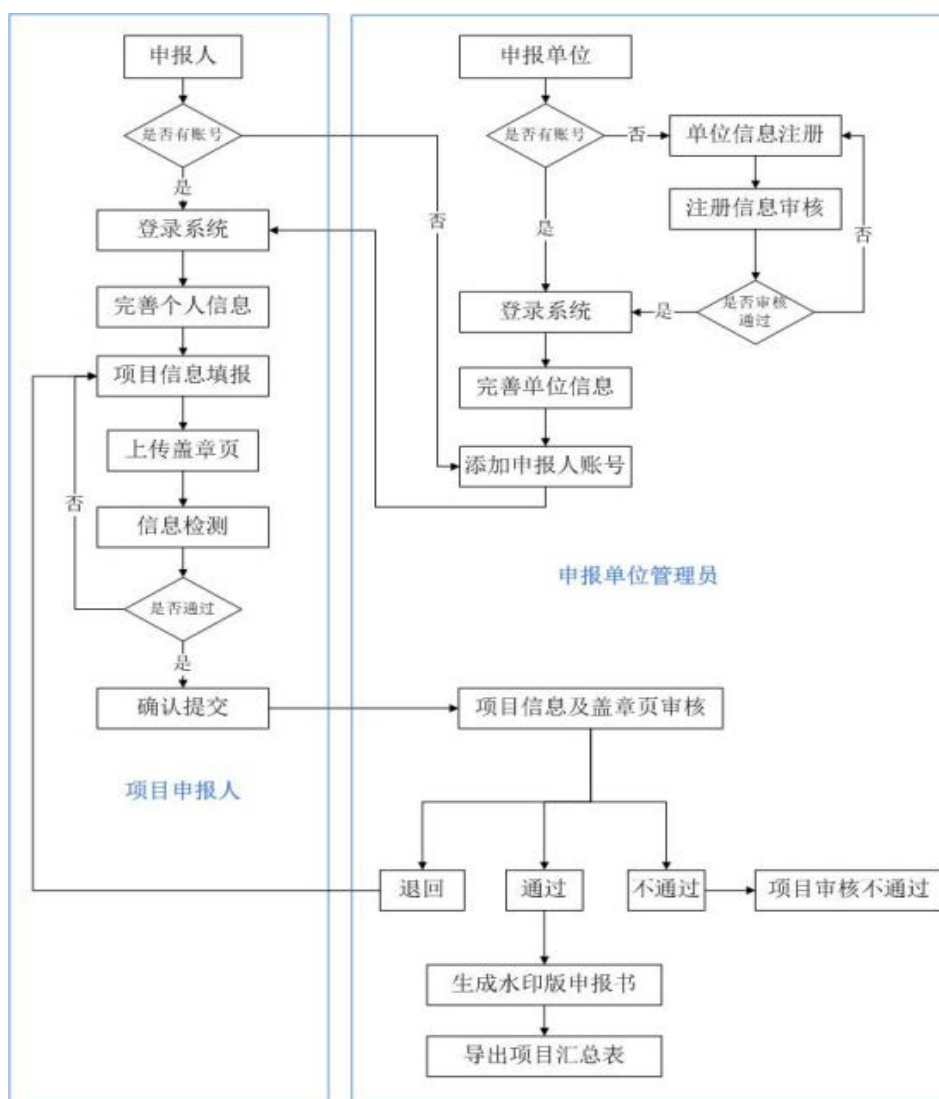 申报人
是否有账号
是
否
登录系统
完善个人信息
项目信息填报
上传盖章页
否
信息检测
是否通过
是
确认提交
项目申报人
申报单位
是否有账号
否
单位信息注册
注册信息审核
是
否
是否审核
通过
是
登录系统
完善单位信息
添加申报人账号
申报单位管理员
项目信息及盖章页审核
退回
通过
不通过
项目审核不通过
生成水印版申报书
导出项目汇总表